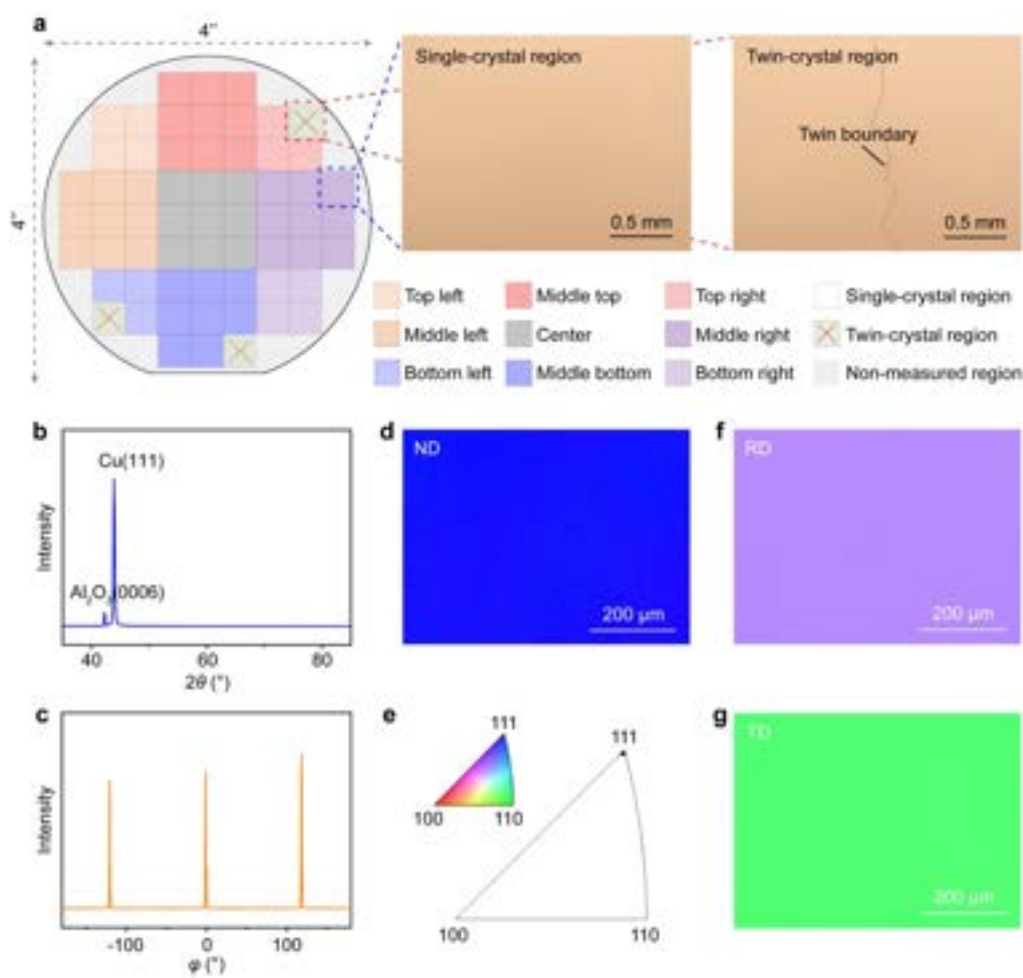 a
4"
4"
Single-crystal region
0.5 mm
Twin-crystal region
Twin boundary
0.5 mm
Top left
Middle top
Top right
Single-crystal region
Middle left
Center
Middle right
Twin-crystal region
Bottom left
Middle bottom
Bottom right
Non-measured region
b
Intensity
Cu(111)
Al₂O₃(0006)
40
60
80
2θ (°)
d
ND
200 μm
f
RD
200 μm
c
Intensity
-100
0
100
φ (°)
e
111
100
110
111
100
110
g
TD
200 μm